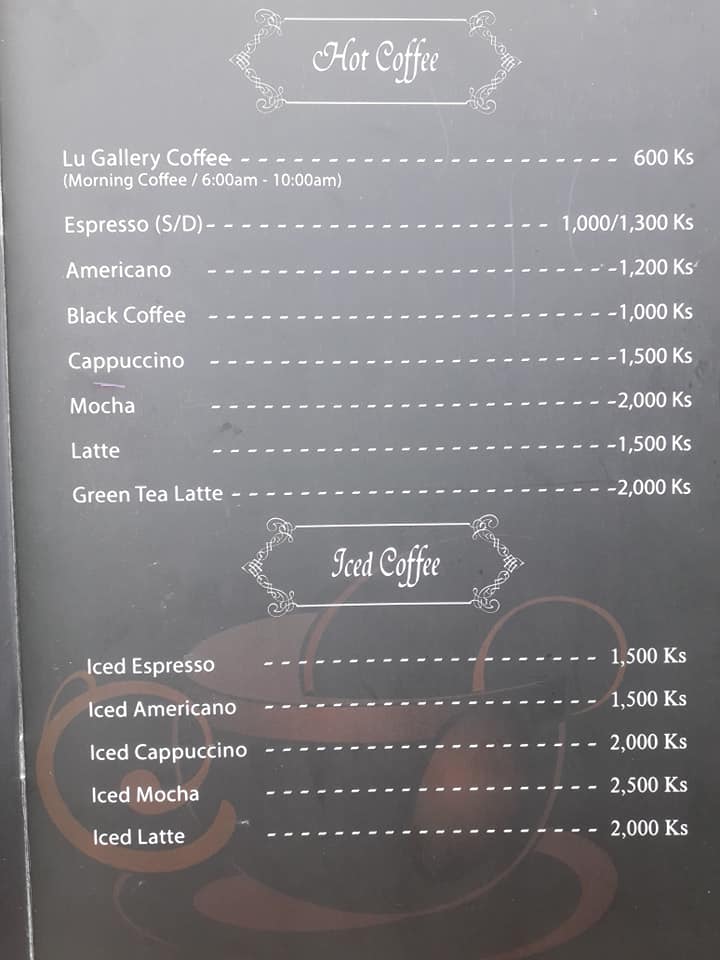 Hot Coffee
Lu Gallery Coffee 600 Ks
(Morning Coffee / 6:00am - 10:00am)
Espresso (S/D) 1,000/1,300 Ks
Americano 1,200 Ks
Black Coffee 1,000 Ks
Cappuccino 1,500 Ks
Mocha 2,000 Ks
Latte 1,500 Ks
Green Tea Latte 2,000 Ks
Iced Coffee
Iced Espresso 1,500 Ks
Iced Americano 1,500 Ks
Iced Cappuccino 2,000 Ks
Iced Mocha 2,500 Ks
Iced Latte 2,000 Ks